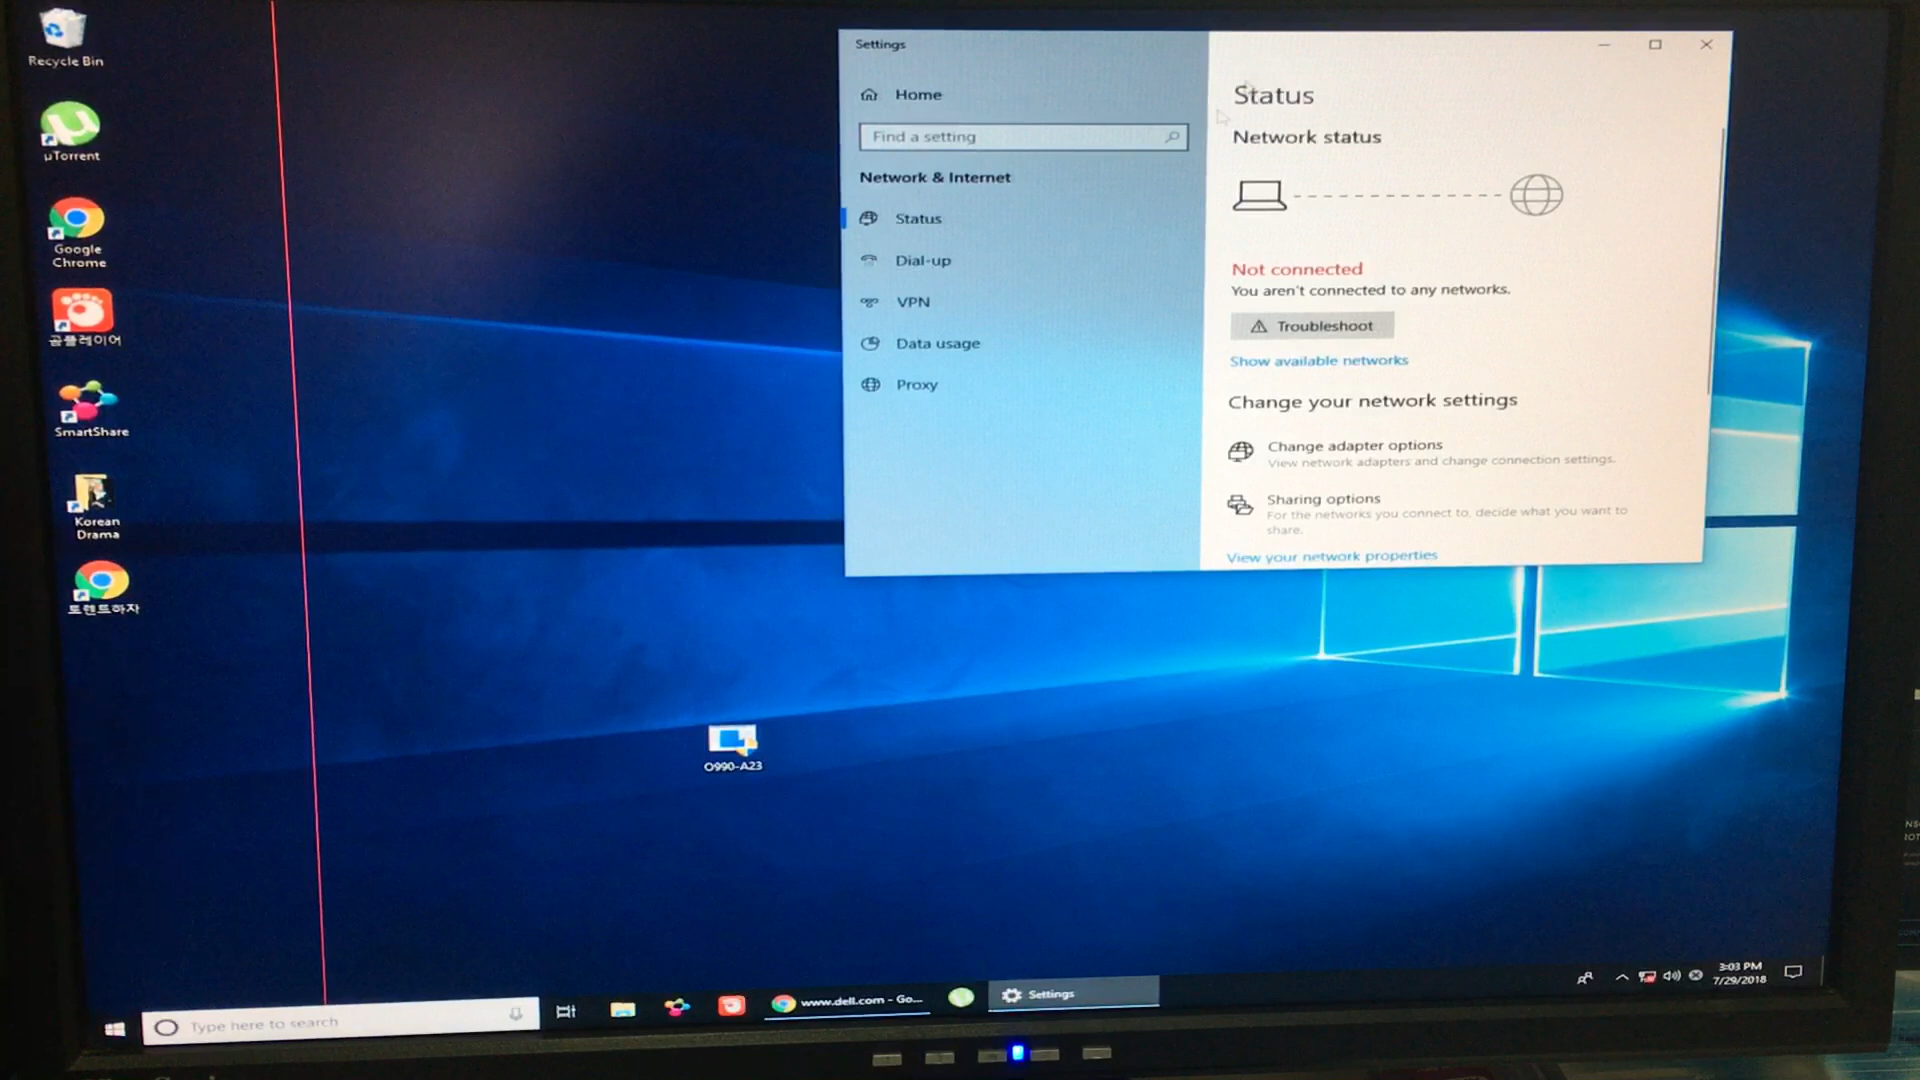 Recycle Bin
µTorrent
Google
Chrome
곰플레이어
SmartShare
Korean
Drama
토렌트하자
O990-A23
Settings
Home
Find a setting
Network & Internet
Status
Dial-up
VPN
Data usage
Proxy
Status
Network status
Not connected
You aren't connected to any networks.
Troubleshoot
Show available networks
Change your network settings
Change adapter options
View network adapters and change connection settings.
Sharing options
For the networks you connect to, decide what you want to
share.
View your network properties
Type here to search
www.dell.com - Go...
Settings
3:03 PM
7/29/2018